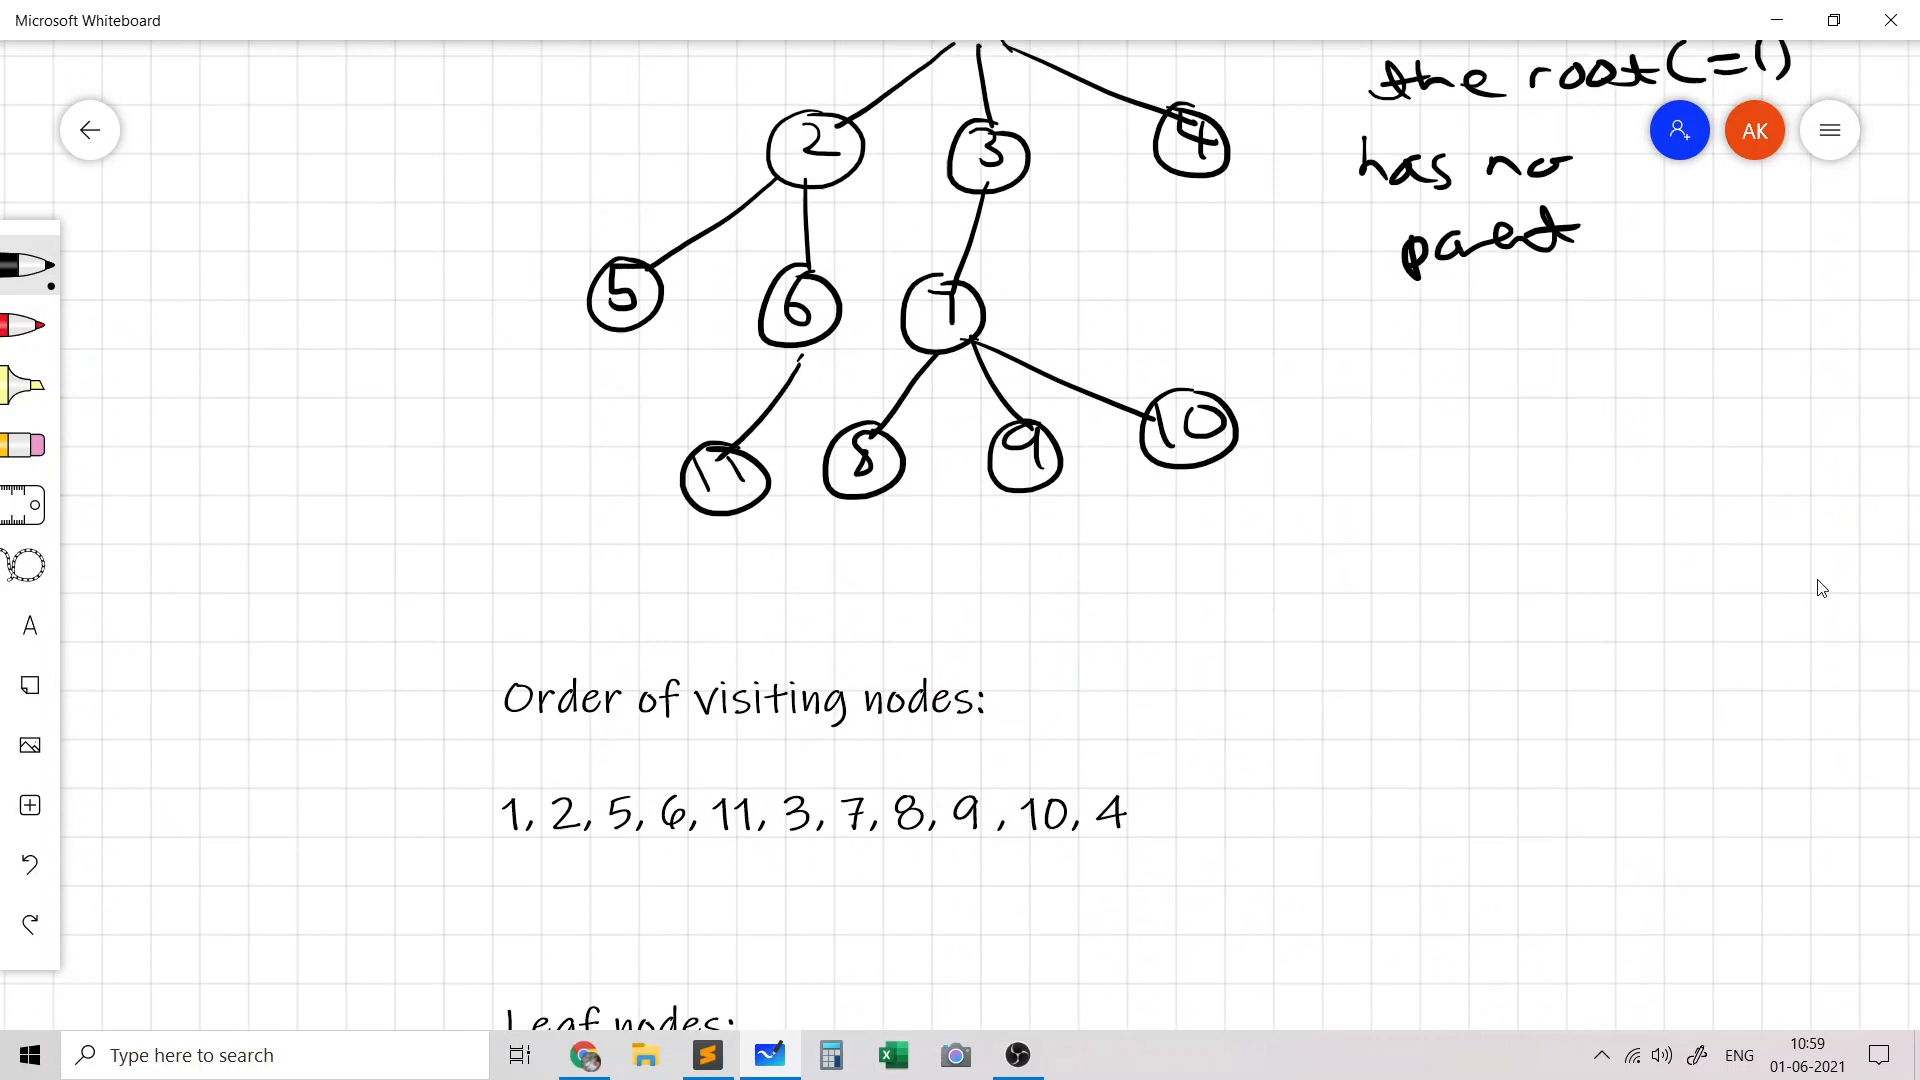 Microsoft Whiteboard
the root (=1)
has no
parent
AK
2
3
4
5
6
7
11
8
9
10
A
Order of visiting nodes:
1, 2, 5, 6, 11, 3, 7, 8, 9 , 10, 4
Leaf nodes:
Type here to search
ENG
10:59
01-06-2021